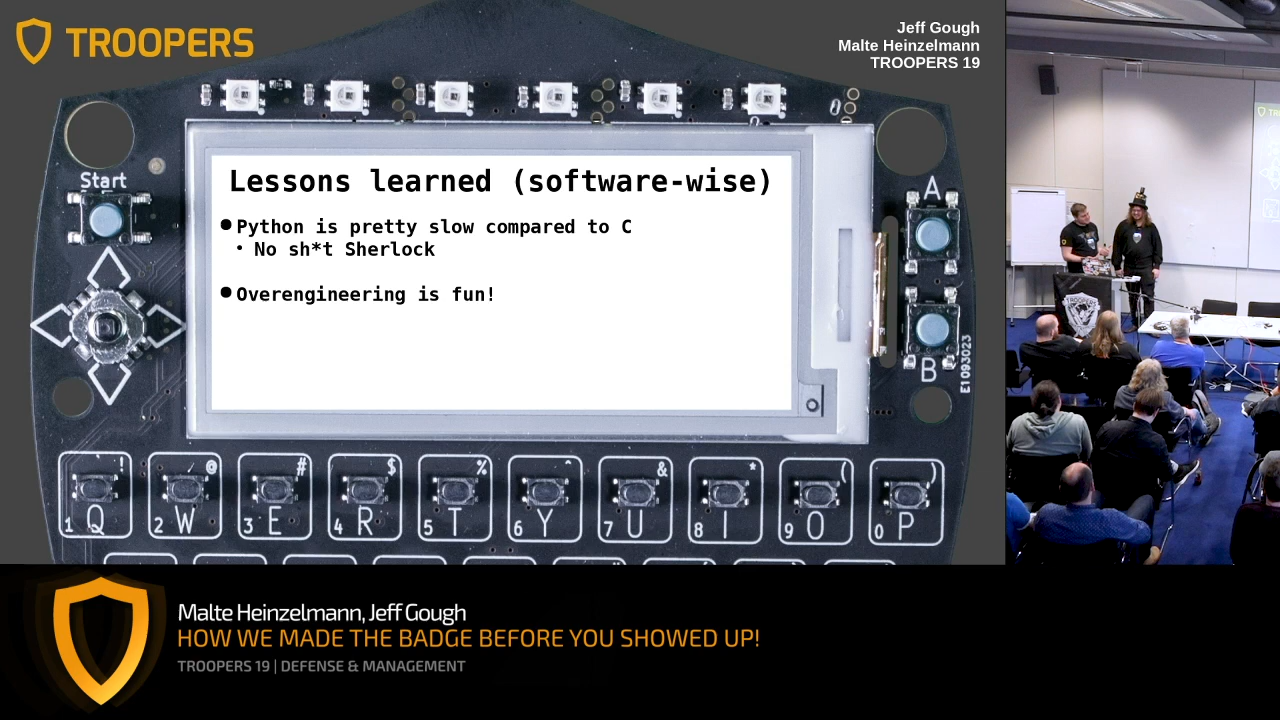 TROOPERS
Jeff Gough
Malte Heinzelmann
TROOPERS 19
Start
A
B
E1093023
Lessons learned (software-wise)
Python is pretty slow compared to C
No sh*t Sherlock
Overengineering is fun!
! @ # $ % ^ & * ( )
1 Q 2 W 3 E 4 R 5 T 6 Y 7 U 8 I 9 O 0 P
TROOPERS
Malte Heinzelmann, Jeff Gough
HOW WE MADE THE BADGE BEFORE YOU SHOWED UP!
TROOPERS 19 | DEFENSE & MANAGEMENT